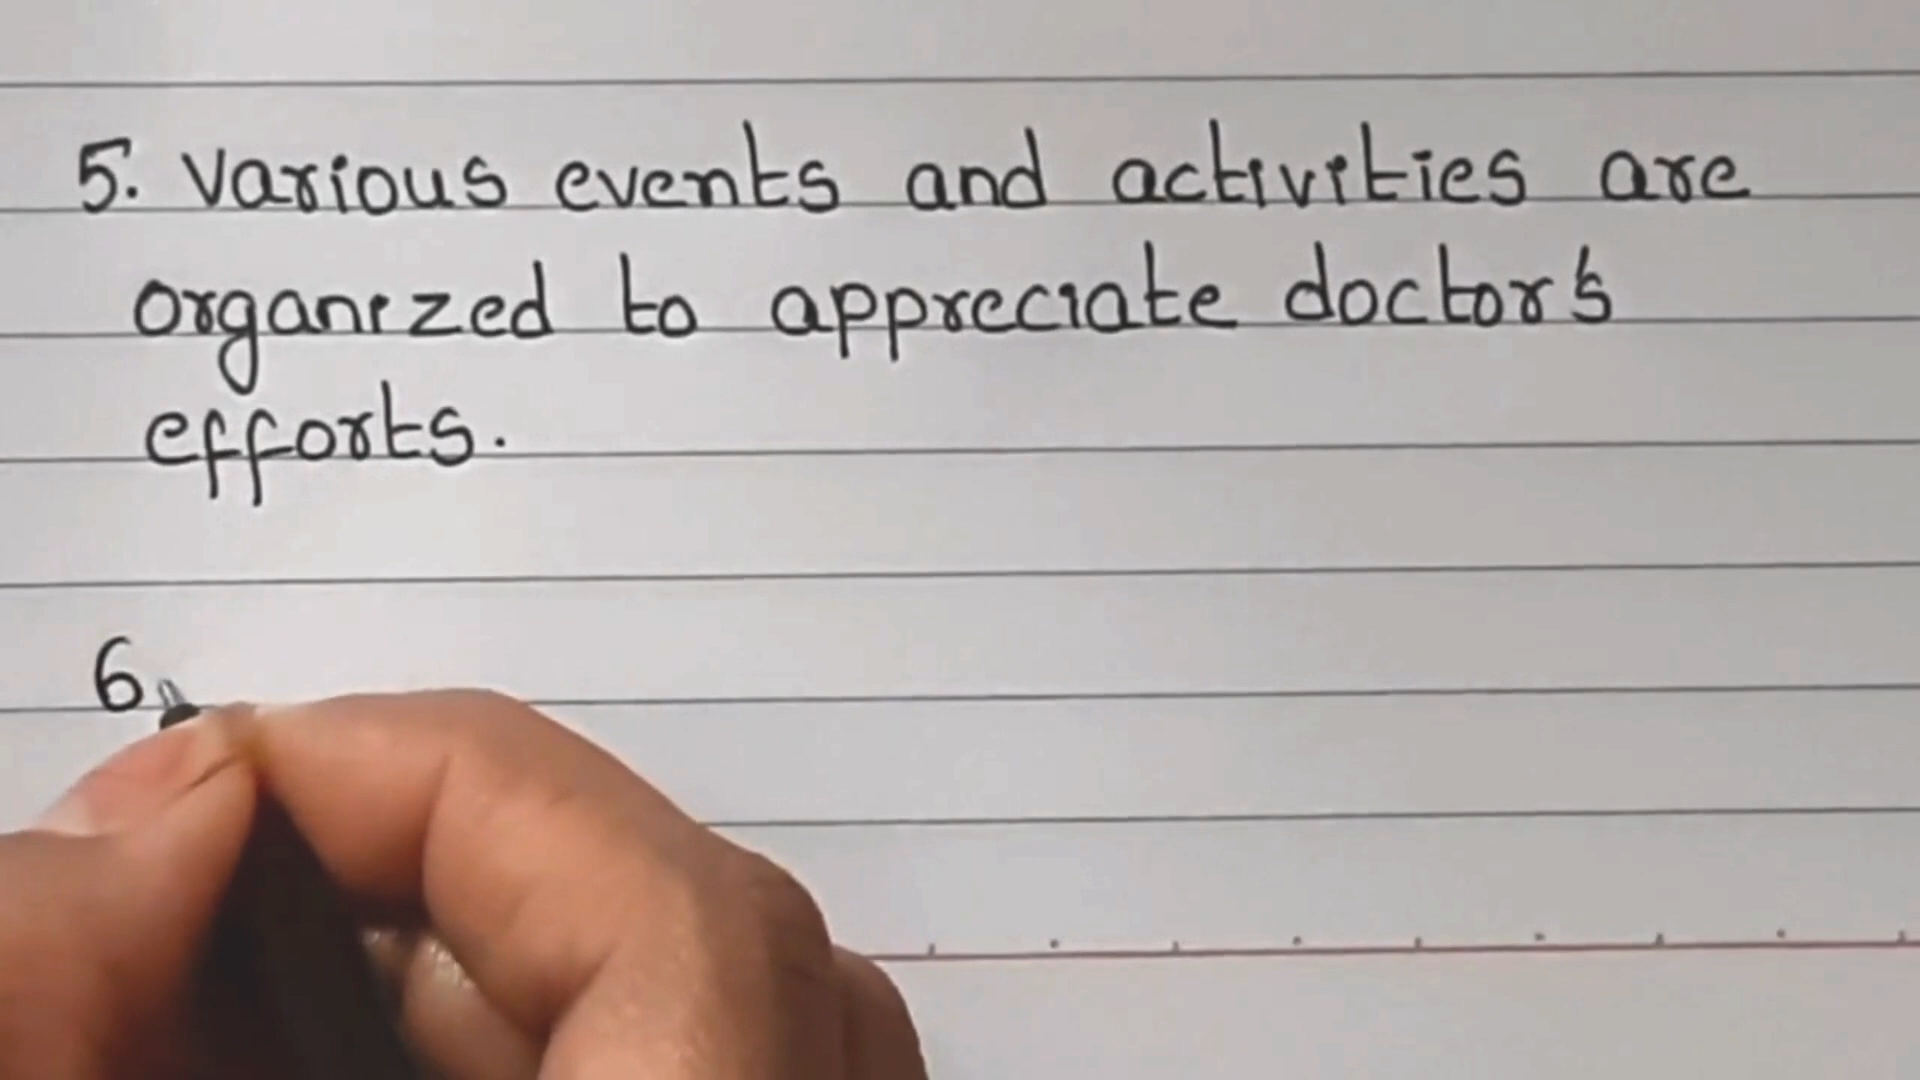 5. Various events and activities are
organized to appreciate doctor's
efforts.
6